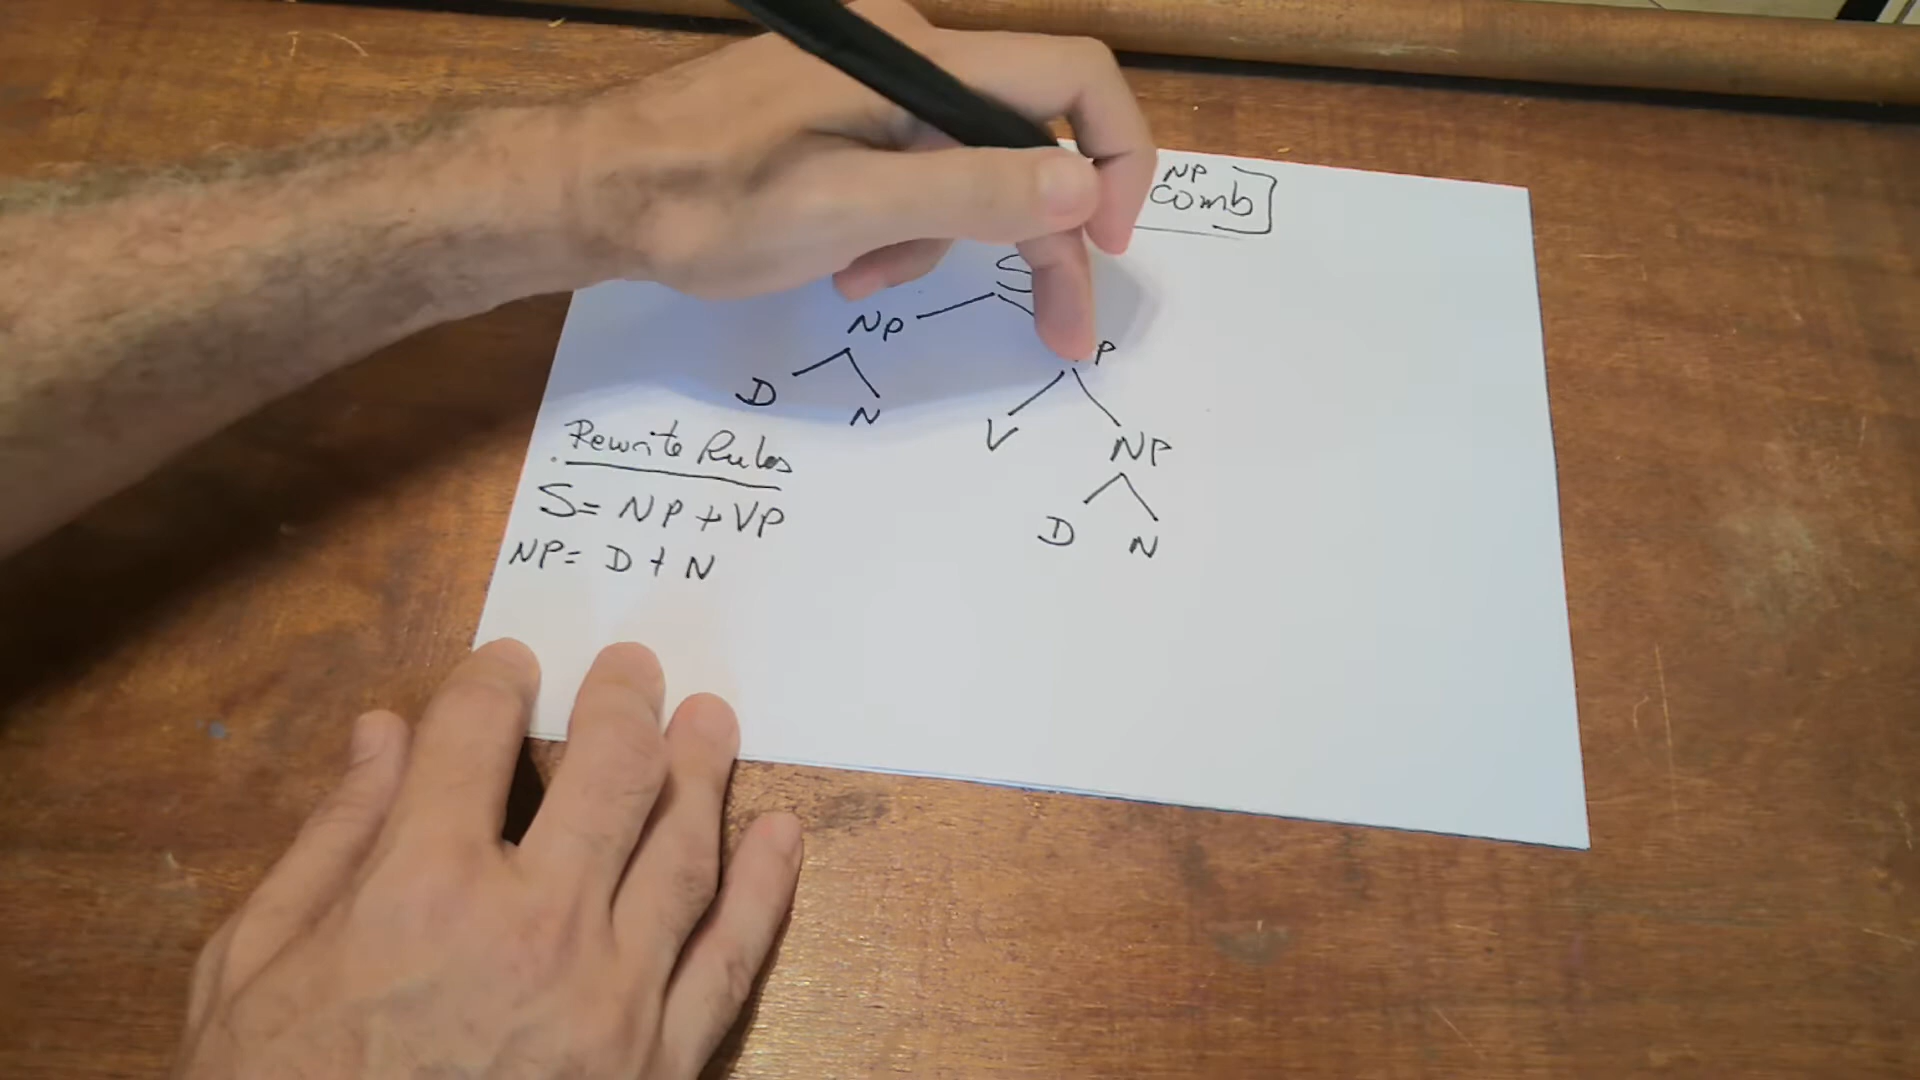 NP
comb]
S
NP
P
D N
V
NP
D N
Rewrite Rules
S= NP + VP
NP= D + N